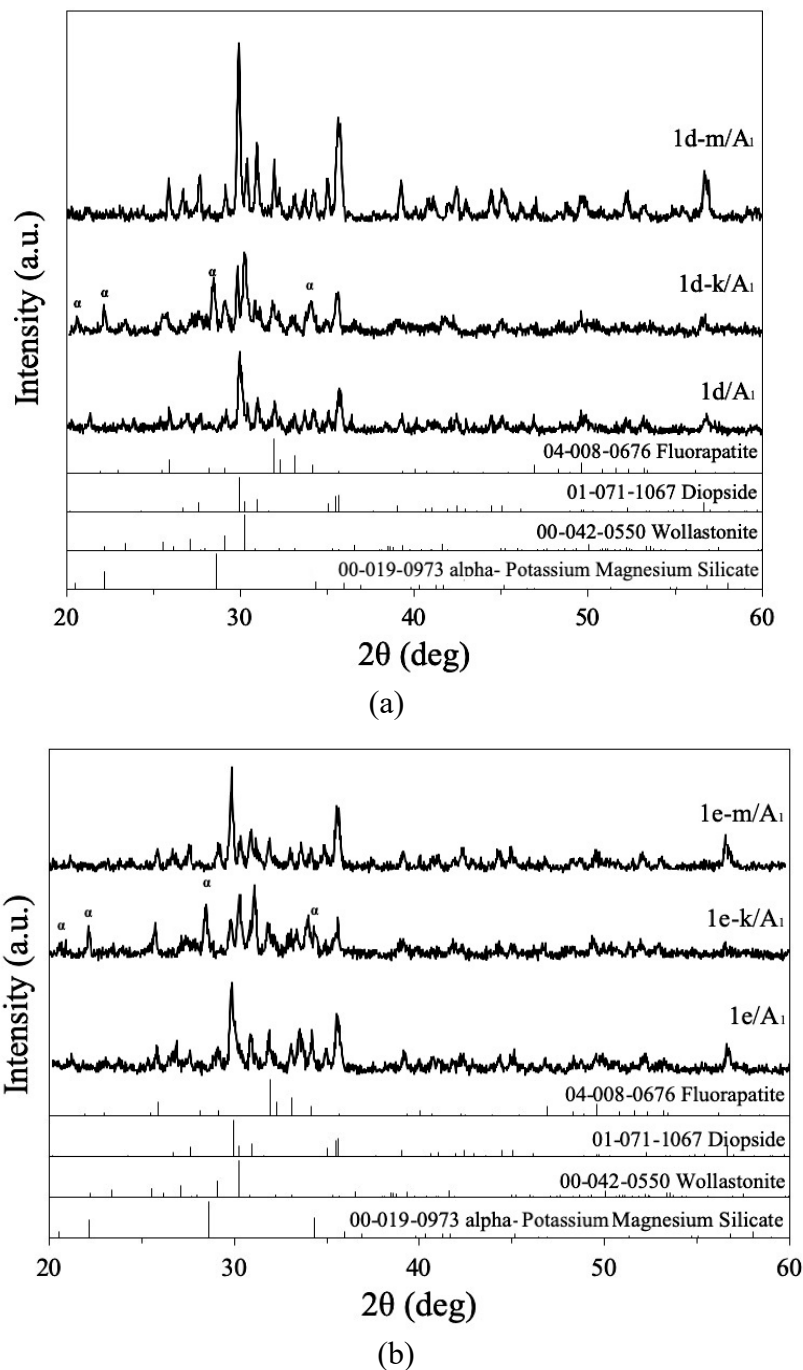 1d-m/A₁
α α α α 1d-k/A₁
1d/A₁
04-008-0676 Fluorapatite
01-071-1067 Diopside
00-042-0550 Wollastonite
00-019-0973 alpha- Potassium Magnesium Silicate
Intensity (a.u.)
20 30 40 50 60
2θ (deg)
(a)
1e-m/A₁
α α α α 1e-k/A₁
1e/A₁
04-008-0676 Fluorapatite
01-071-1067 Diopside
00-042-0550 Wollastonite
00-019-0973 alpha- Potassium Magnesium Silicate
Intensity (a.u.)
20 30 40 50 60
2θ (deg)
(b)